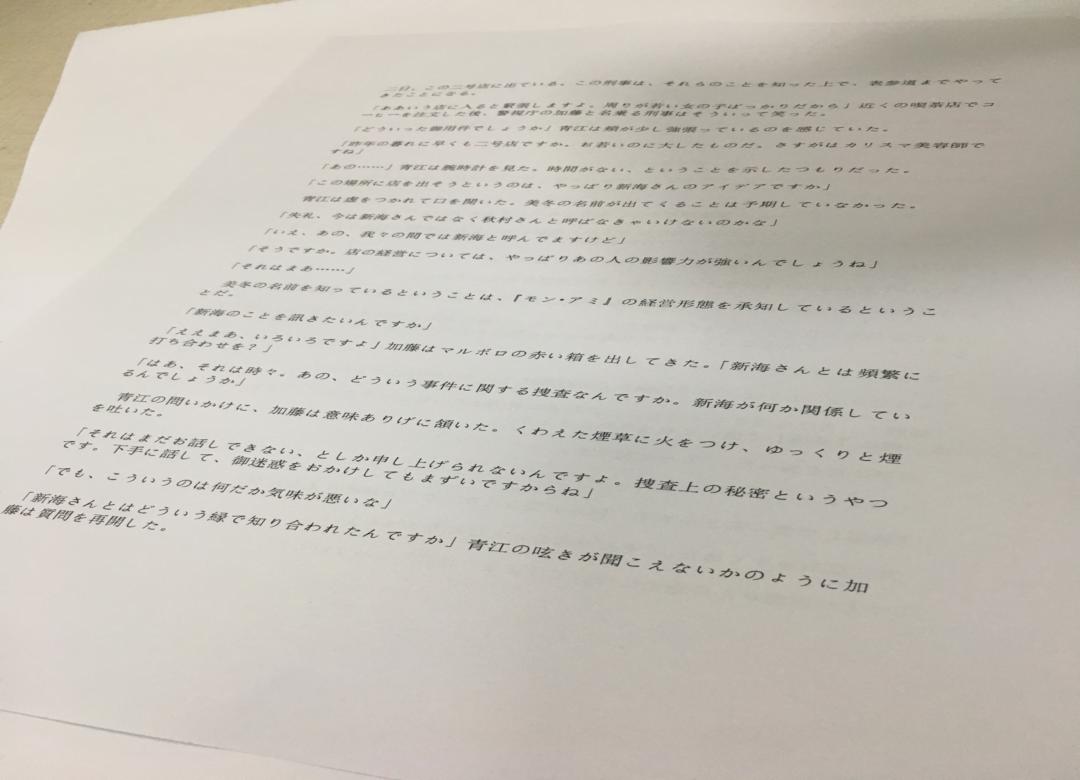 二日、この二号店に出ている。この刑事は、それらのことを知った上で、表参道までやって
きたことになる。
「ああいう店に入ると緊張しますよ。周りが若い女の子ばっかりだから」近くの喫茶店でコ
ーヒーを注文した後、警視庁の加藤と名乗る刑事はそういって笑った。
「どういった御用件でしょうか」青江は頬が少し強張っているのを感じていた。
「昨年の暮れに早くも二号店ですか。お若いのに大したものだ。さすがはカリスマ美容師で
すね」
「あの……」青江は腕時計を見た。時間がない、ということを示したつもりだった。
「この場所に店を出そうというのは、やっぱり新海さんのアイデアですか」
青江は虚をつかれて口を開いた。美冬の名前が出てくることは予期していなかった。
「失礼、今は新海さんではなく秋村さんと呼ばなきゃいけないのかな」
「いえ、あの、我々の間では新海と呼んでますけど」
「そうですか。店の経営については、やっぱりあの人の影響力が強いんでしょうね」
「それはまあ……」
美冬の名前を知っているということは、『モン・アミ』の経営形態を承知しているというこ
とだ。
「新海のことを訊きたいんですか」
「ええまあ、いろいろですよ」加藤はマルボロの赤い箱を出してきた。「新海さんとは頻繁に
打ち合わせを？」
「はあ、それは時々。あの、どういう事件に関する捜査なんですか。新海が何か関係してい
るんでしょうか」
青江の問いかけに、加藤は意味ありげに頷いた。くわえた煙草に火をつけ、ゆっくりと煙
を吐いた。
「それはまだお話しできない、としか申し上げられないんですよ。捜査上の秘密というやつ
です。下手に話して、御迷惑をおかけしてもまずいですからね」
「でも、こういうのは何だか気味が悪いな」
「新海さんとはどういう縁で知り合われたんですか」青江の呟きが聞こえないかのように加
藤は質問を再開した。